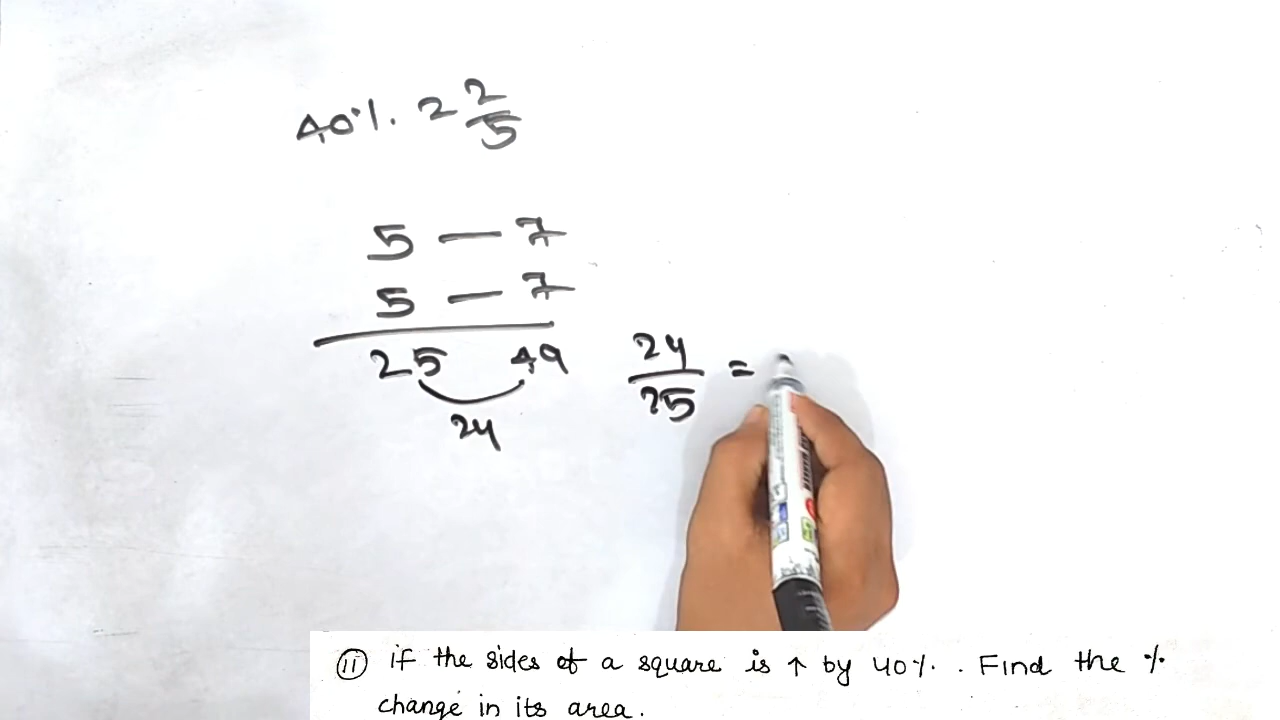 40% 2 2/5
5 — 7
5 — 7
25 49
24
24/25 =
(11) if the sides of a square is ↑ by 40%. Find the %
change in its area.